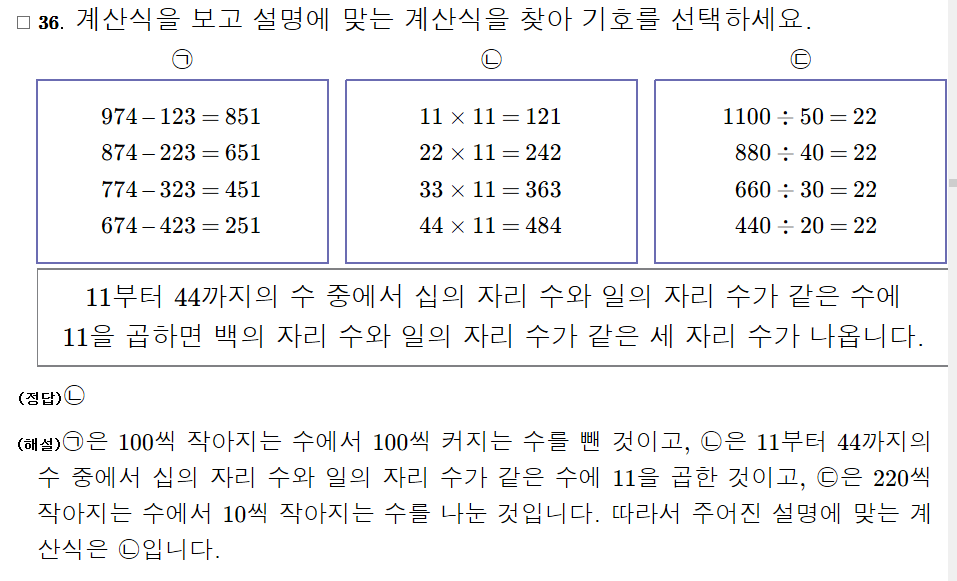 □ 36. 계산식을 보고 설명에 맞는 계산식을 찾아 기호를 선택하세요.
㉠ ㉡ ㉢
974 – 123 = 851
874 – 223 = 651
774 – 323 = 451
674 – 423 = 251
11 × 11 = 121
22 × 11 = 242
33 × 11 = 363
44 × 11 = 484
1100 ÷ 50 = 22
880 ÷ 40 = 22
660 ÷ 30 = 22
440 ÷ 20 = 22
11부터 44까지의 수 중에서 십의 자리 수와 일의 자리 수가 같은 수에
11을 곱하면 백의 자리 수와 일의 자리 수가 같은 세 자리 수가 나옵니다.
(정답)㉡
(해설)㉠은 100씩 작아지는 수에서 100씩 커지는 수를 뺀 것이고, ㉡은 11부터 44까지의
수 중에서 십의 자리 수와 일의 자리 수가 같은 수에 11을 곱한 것이고, ㉢은 220씩
작아지는 수에서 10씩 작아지는 수를 나눈 것입니다. 따라서 주어진 설명에 맞는 계
산식은 ㉡입니다.